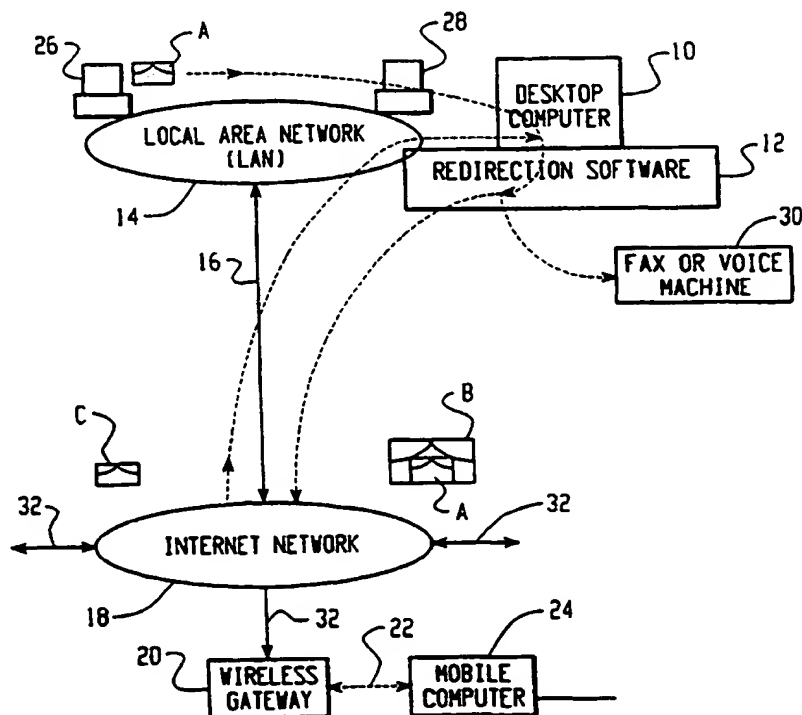 26
A
28
10
DESKTOP
COMPUTER
LOCAL AREA NETWORK
(LAN)
REDIRECTION SOFTWARE
12
14
30
16
FAX OR VOICE
MACHINE
C
B
A
32
32
INTERNET NETWORK
18
32
24
20
22
WIRELESS
GATEWAY
MOBILE
COMPUTER